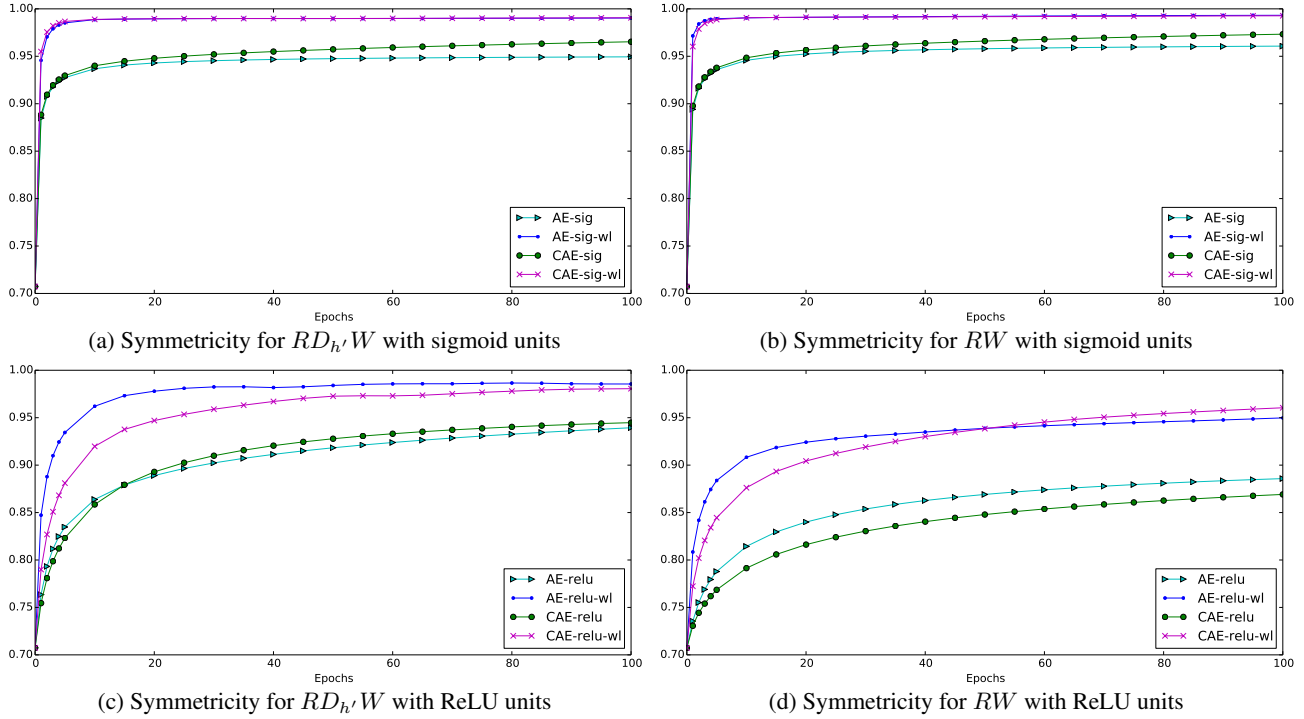 1.00
0.95
0.90
0.85
0.80
0.75
0.70
0 20 40 60 80 100
Epochs
AE-sig
AE-sig-wl
CAE-sig
CAE-sig-wl
(a) Symmetricity for RD_{h'}W with sigmoid units
1.00
0.95
0.90
0.85
0.80
0.75
0.70
0 20 40 60 80 100
Epochs
AE-sig
AE-sig-wl
CAE-sig
CAE-sig-wl
(b) Symmetricity for RW with sigmoid units
1.00
0.95
0.90
0.85
0.80
0.75
0.70
0 20 40 60 80 100
Epochs
AE-relu
AE-relu-wl
CAE-relu
CAE-relu-wl
(c) Symmetricity for RD_{h'}W with ReLU units
1.00
0.95
0.90
0.85
0.80
0.75
0.70
0 20 40 60 80 100
Epochs
AE-relu
AE-relu-wl
CAE-relu
CAE-relu-wl
(d) Symmetricity for RW with ReLU units